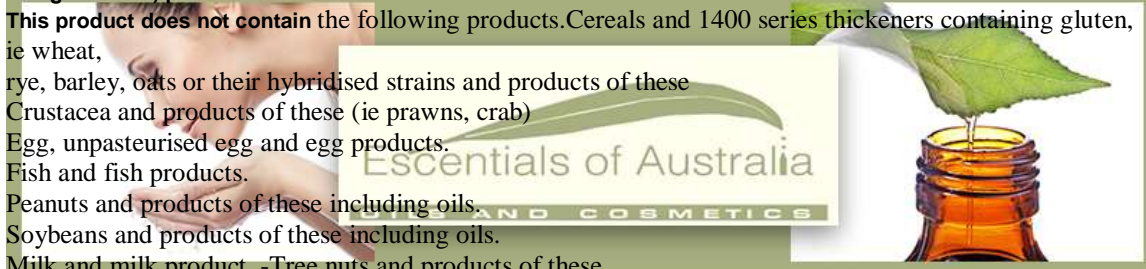 This product does not contain the following products.Cereals and 1400 series thickeners containing gluten,
ie wheat,
rye, barley, oats or their hybridised strains and products of these
Crustacea and products of these (ie prawns, crab)
Egg, unpasteurised egg and egg products.
Fish and fish products.
Escentials of Australia
Peanuts and products of these including oils.
OILS AND COSMETICS
Soybeans and products of these including oils.
Milk and milk product -Tree nuts and products of these